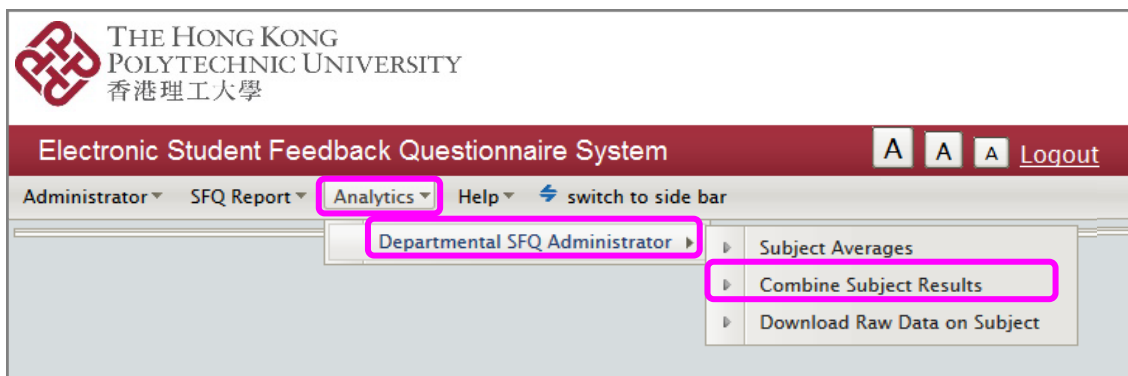 THE HONG KONG
POLYTECHNIC UNIVERSITY
香港理工大學
Electronic Student Feedback Questionnaire System A A A Logout
Administrator SFQ Report Analytics Help switch to side bar
Departmental SFQ Administrator
Subject Averages
Combine Subject Results
Download Raw Data on Subject